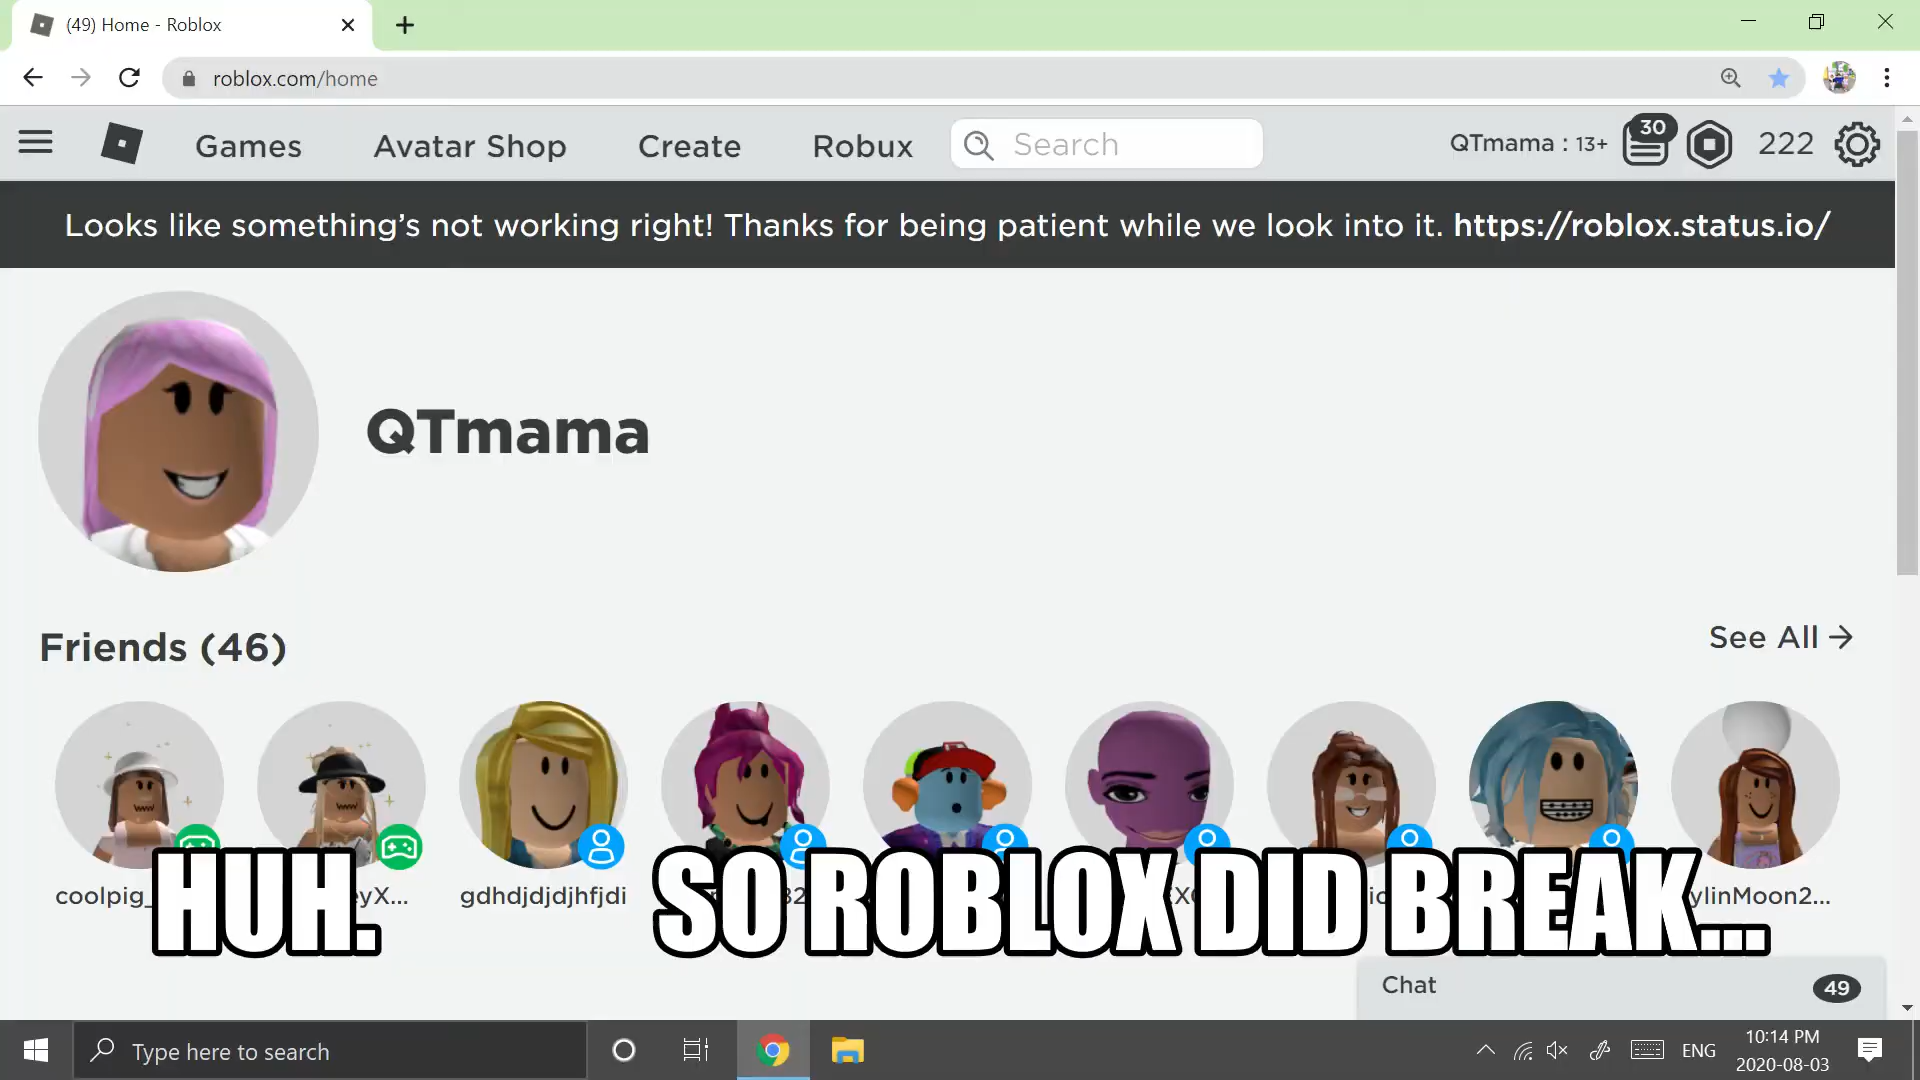 (49) Home - Roblox
roblox.com/home
Games Avatar Shop Create Robux Search QTmama : 13+ 30 222
Looks like something's not working right! Thanks for being patient while we look into it. https://roblox.status.io/
QTmama
Friends (46)
See All
coolpig_ eyX... gdhdjdjdjhfjdi ylinMoon2...
HUH. SO ROBLOX DID BREAK...
Chat 49
Type here to search
ENG
10:14 PM
2020-08-03